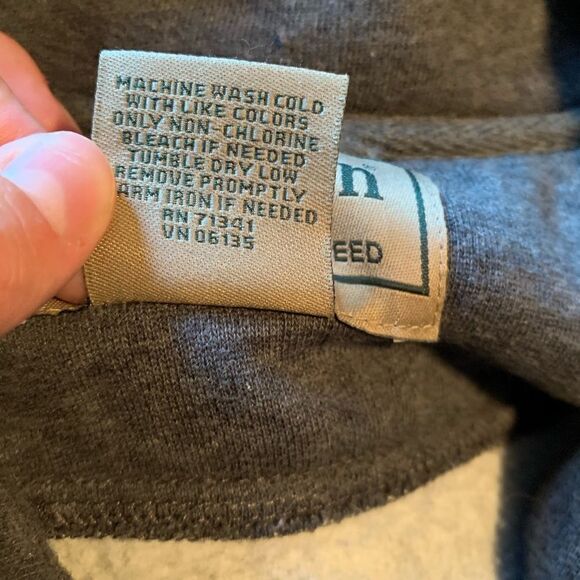 MACHINE WASH COLD
WITH LIKE COLORS
ONLY NON-CHLORINE
BLEACH IF NEEDED
TUMBLE DRY LOW
REMOVE PROMPTLY
ARM IRON IF NEEDED
RN 71341
VN 06135
n
EED